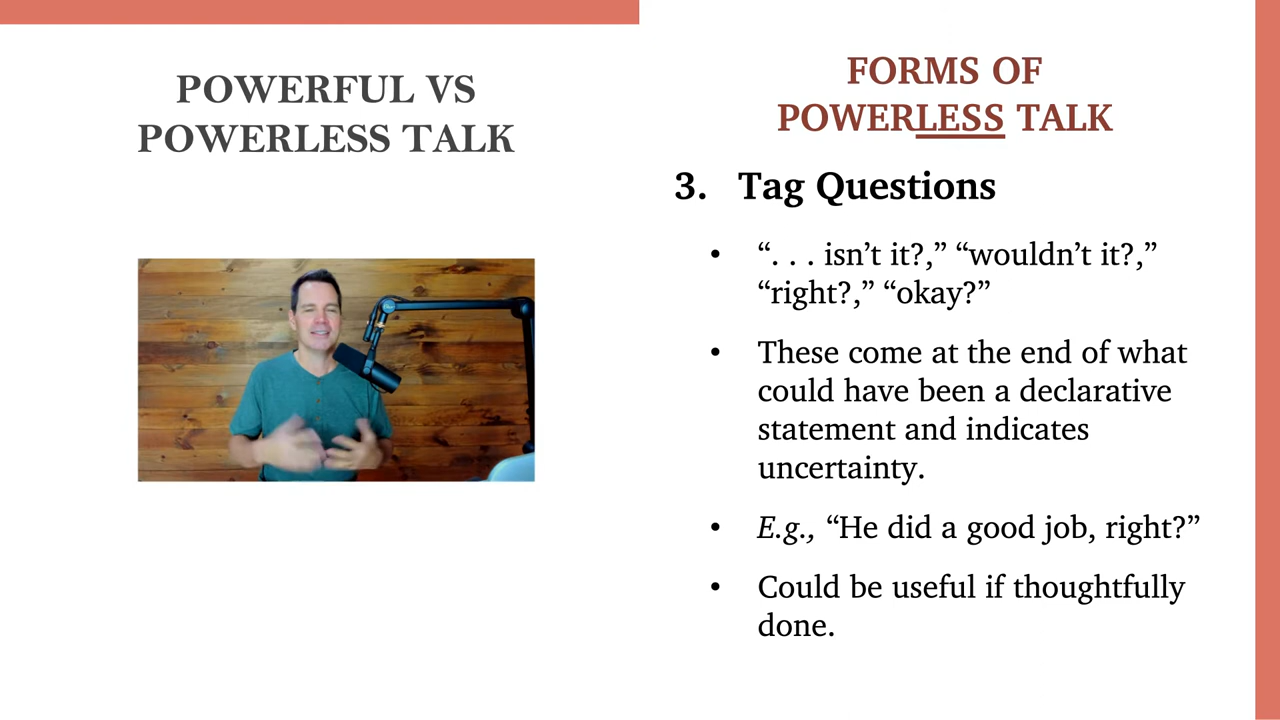 POWERFUL VS
POWERLESS TALK
FORMS OF
POWERLESS TALK
3. Tag Questions
• “. . . isn’t it?,” “wouldn’t it?,”
“right?,” “okay?”
• These come at the end of what
could have been a declarative
statement and indicates
uncertainty.
• E.g., “He did a good job, right?”
• Could be useful if thoughtfully
done.